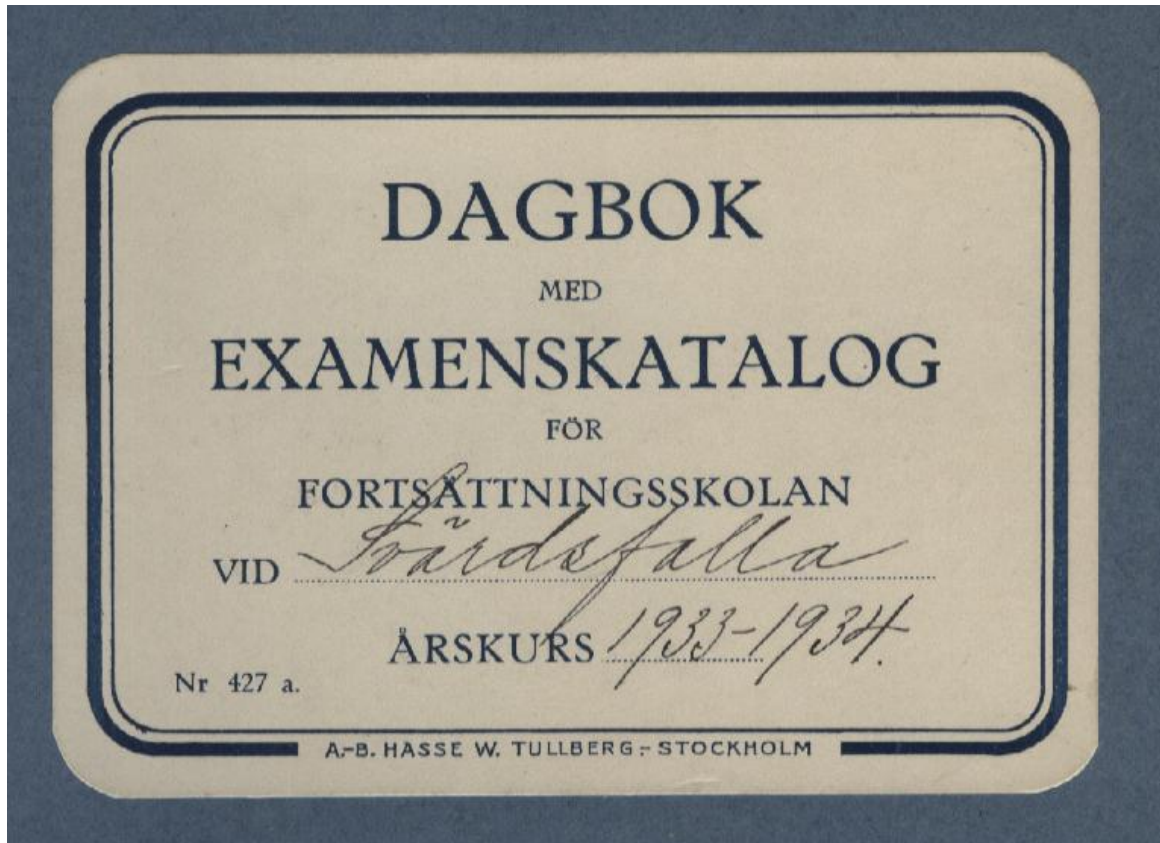 DAGBOK
MED
EXAMENSKATALOG
FÖR
FORTSÄTTNINGSSKOLAN
VID Svärdsfalla
ÅRSKURS 1933-1934.
Nr 427 a.
A.-B. HASSE W. TULLBERG.- STOCKHOLM